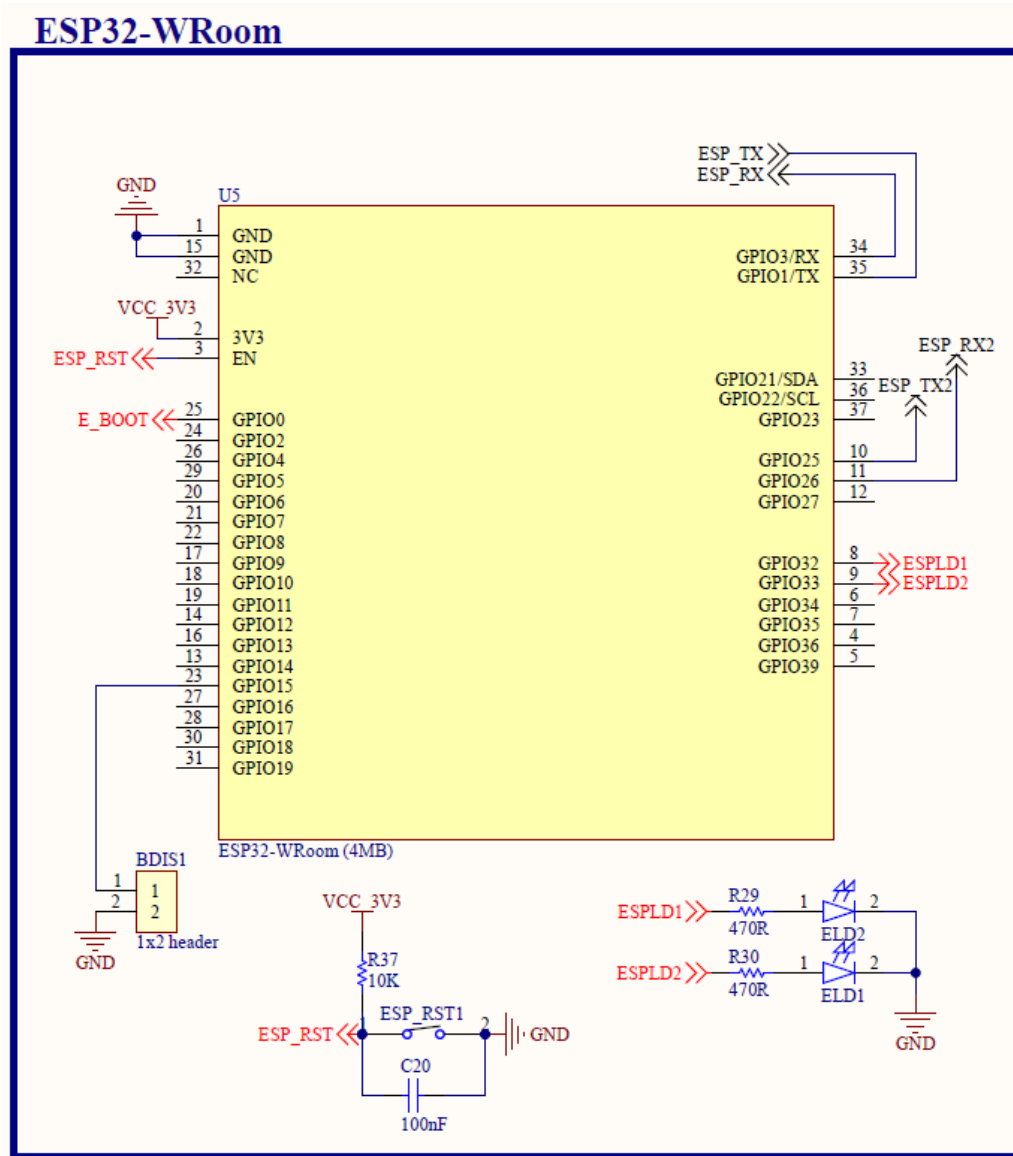 ESP32-WRoom
ESP_TX
ESP_RX
GND
U5
1 GND
15 GND
32 NC
34 GPIO3/RX
35 GPIO1/TX
VCC_3V3
2 3V3
ESP_RST 3 EN
ESP_RX2
ESP_TX2
33 GPIO21/SDA
36 GPIO22/SCL
37 GPIO23
E_BOOT 25 GPIO0
24 GPIO2
26 GPIO4
29 GPIO5
20 GPIO6
21 GPIO7
22 GPIO8
17 GPIO9
18 GPIO10
19 GPIO11
14 GPIO12
16 GPIO13
13 GPIO14
23 GPIO15
27 GPIO16
28 GPIO17
30 GPIO18
31 GPIO19
GPIO25 10
GPIO26 11
GPIO27 12
GPIO32 8 ESPLD1
GPIO33 9 ESPLD2
GPIO34 6
GPIO35 7
GPIO36 4
GPIO39 5
ESP32-WRoom (4MB)
BDIS1
1 1
2 2
1x2 header
GND
VCC_3V3
R37
10K
ESP_RST1
ESP_RST 1 2 GND
C20
100nF
ESPLD1 R29 1 2
470R ELD2
ESPLD2 R30 1 2
470R ELD1
GND